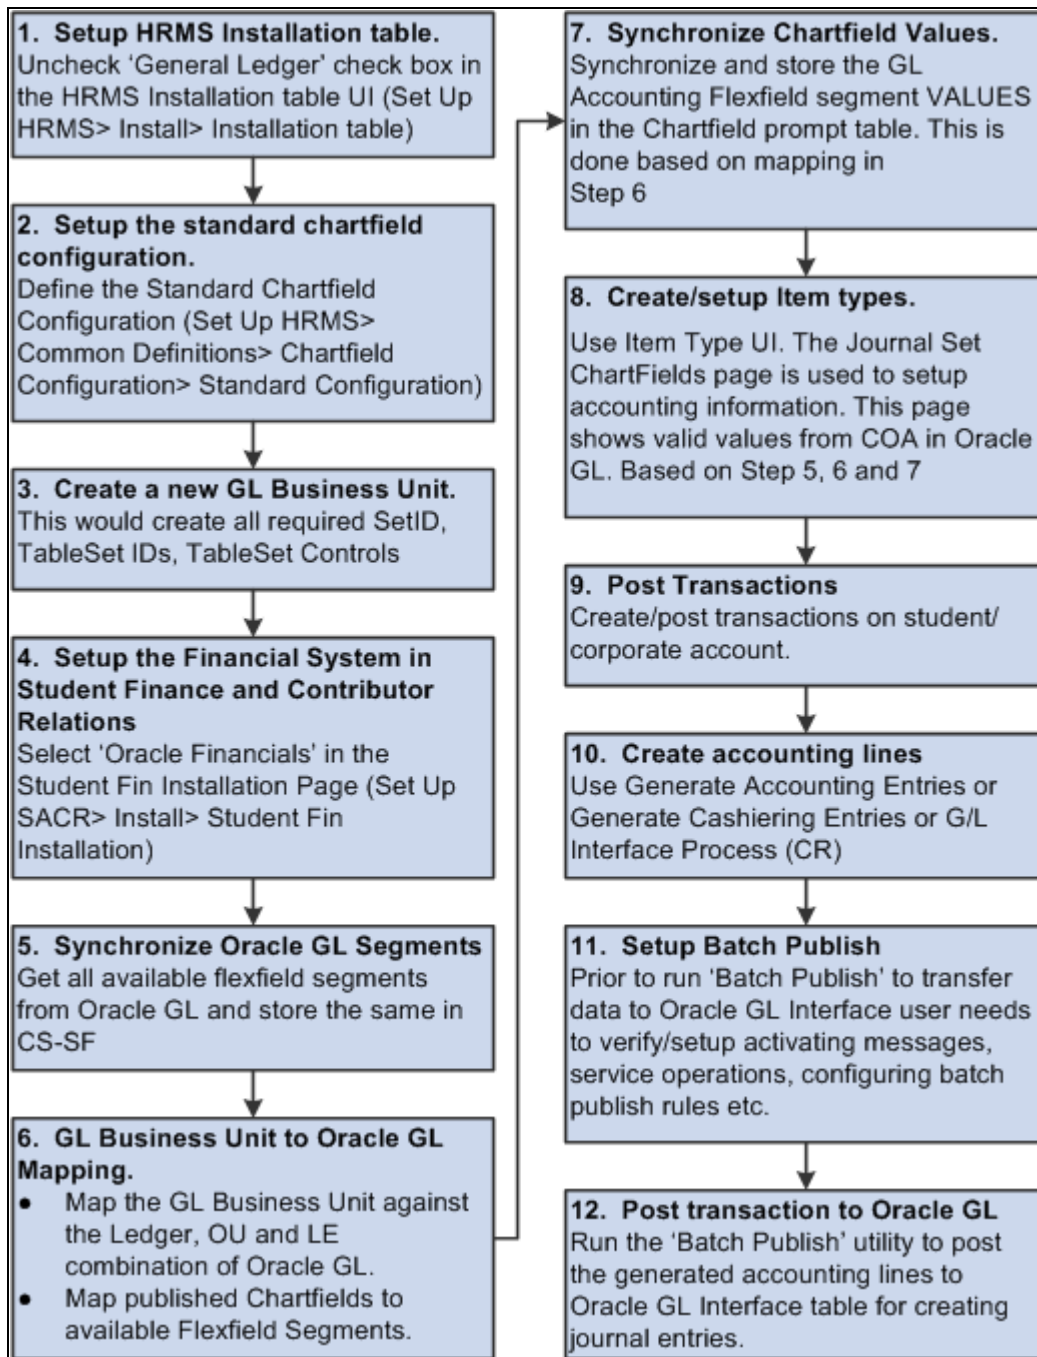 1. Setup HRMS Installation table.
Uncheck ‘General Ledger’ check box in
the HRMS Installation table UI (Set Up
HRMS> Install> Installation table)
2. Setup the standard chartfield
configuration.
Define the Standard Chartfield
Configuration (Set Up HRMS>
Common Definitions> Chartfield
Configuration> Standard Configuration)
3. Create a new GL Business Unit.
This would create all required SetID,
TableSet IDs, TableSet Controls
4. Setup the Financial System in
Student Finance and Contributor
Relations
Select ‘Oracle Financials’ in the
Student Fin Installation Page (Set Up
SACR> Install> Student Fin
Installation)
5. Synchronize Oracle GL Segments
Get all available flexfield segments
from Oracle GL and store the same in
CS-SF
6. GL Business Unit to Oracle GL
Mapping.
● Map the GL Business Unit against
the Ledger, OU and LE
combination of Oracle GL.
● Map published Chartfields to
available Flexfield Segments.
7. Synchronize Chartfield Values.
Synchronize and store the GL
Accounting Flexfield segment VALUES
in the Chartfield prompt table. This is
done based on mapping in
Step 6
8. Create/setup Item types.
Use Item Type UI. The Journal Set
ChartFields page is used to setup
accounting information. This page
shows valid values from COA in Oracle
GL. Based on Step 5, 6 and 7
9. Post Transactions
Create/post transactions on student/
corporate account.
10. Create accounting lines
Use Generate Accounting Entries or
Generate Cashiering Entries or G/L
Interface Process (CR)
11. Setup Batch Publish
Prior to run ‘Batch Publish’ to transfer
data to Oracle GL Interface user needs
to verify/setup activating messages,
service operations, configuring batch
publish rules etc.
12. Post transaction to Oracle GL
Run the ‘Batch Publish’ utility to post
the generated accounting lines to
Oracle GL Interface table for creating
journal entries.